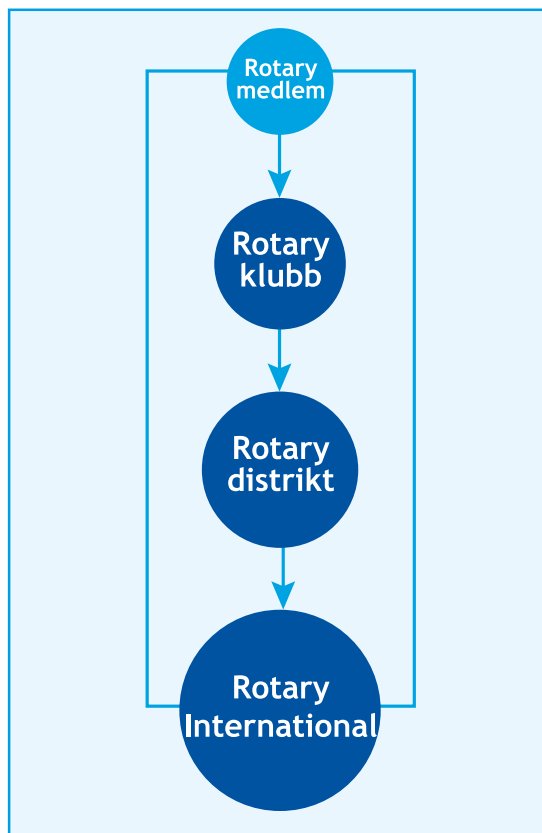 Rotary
medlem
Rotary
klubb
Rotary
distrikt
Rotary
International